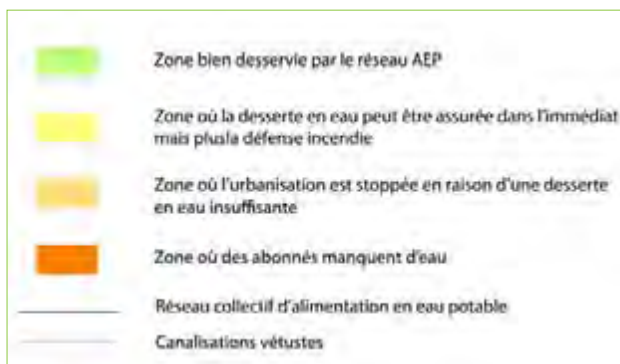 Zone bien desservie par le réseau AEP
Zone où la desserte en eau peut être assurée dans l'immédiat
mais plusla défense incendie
Zone où l'urbanisation est stoppée en raison d'une desserte
en eau insuffisante
Zone où des abonnés manquent d'eau
Réseau collectif d'alimentation en eau potable
Canalisations vétustes